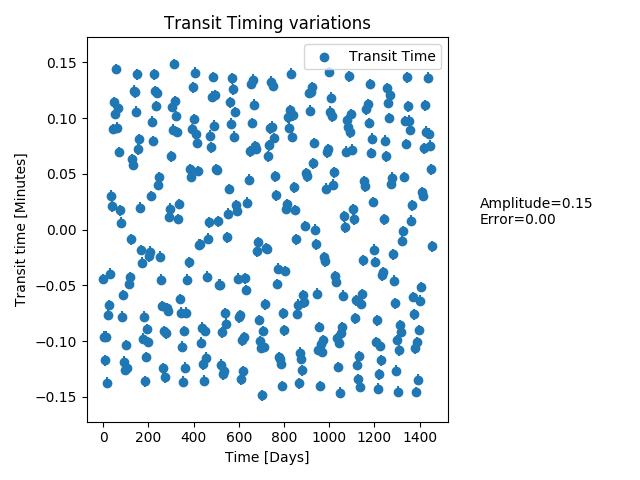 Transit Timing variations
Transit Time
0.15
0.10
0.05
0.00
−0.05
−0.10
−0.15
Transit time [Minutes]
0 200 400 600 800 1000 1200 1400
Time [Days]
Amplitude=0.15
Error=0.00